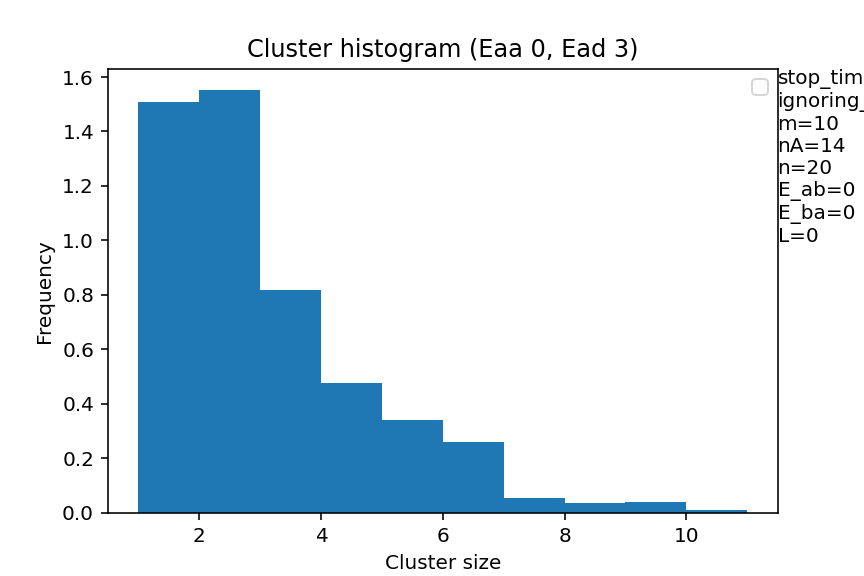 Cluster histogram (Eaa 0, Ead 3)
1.6
1.4
1.2
1.0
0.8
0.6
0.4
0.2
0.0
Frequency
2 4 6 8 10
Cluster size
stop_tim
ignoring_
m=10
nA=14
n=20
E_ab=0
E_ba=0
L=0